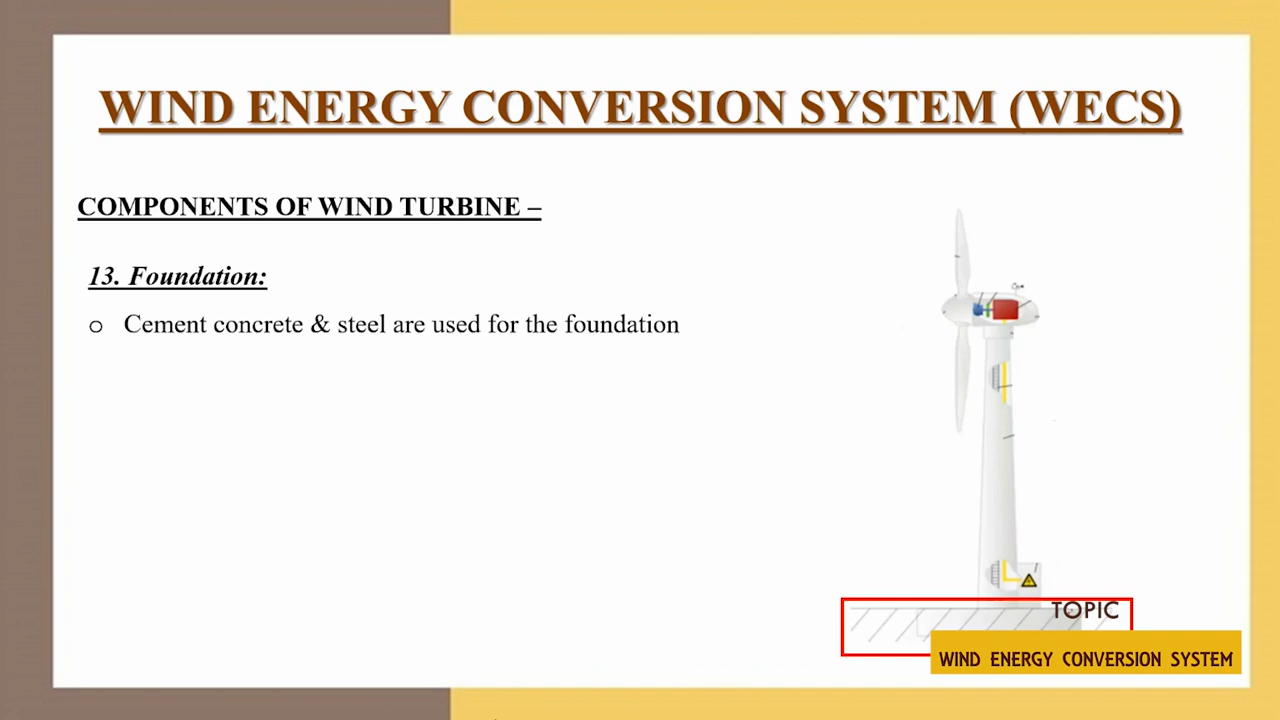 WIND ENERGY CONVERSION SYSTEM (WECS)
COMPONENTS OF WIND TURBINE –
13. Foundation:
o Cement concrete & steel are used for the foundation
TOPIC
WIND ENERGY CONVERSION SYSTEM